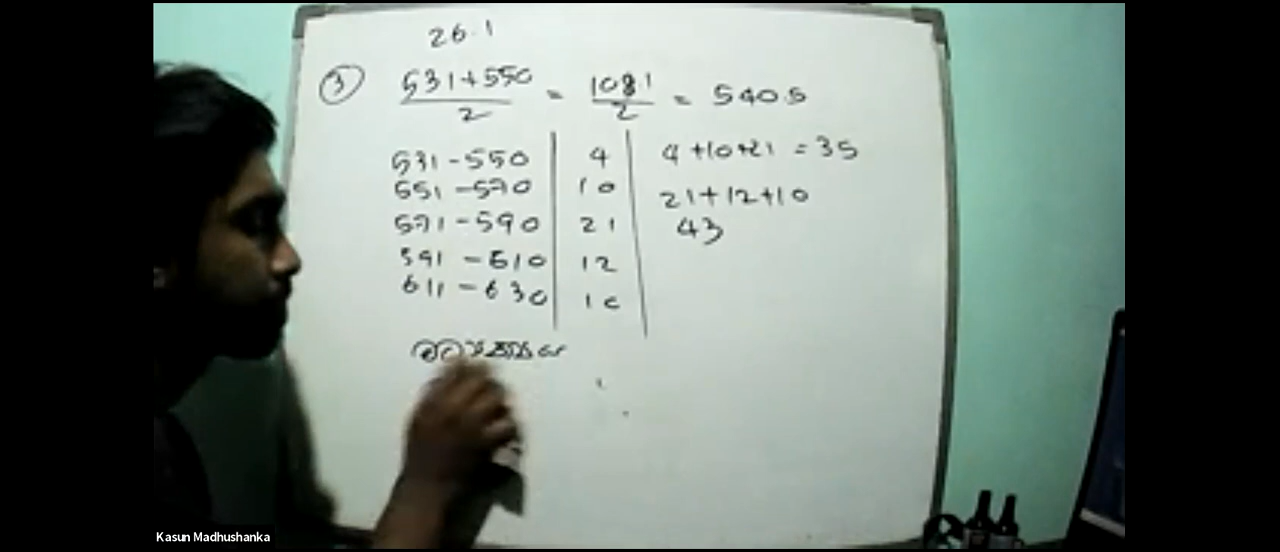 26.1
③ 531+550 / 2 = 1081 / 2 = 540.5
531 - 550 | 4 | 4 + 10 + 21 = 35
551 - 570 | 10 | 21 + 12 + 10
571 - 590 | 21 | 43
591 - 610 | 12
611 - 630 | 10
Kasun Madhushanka